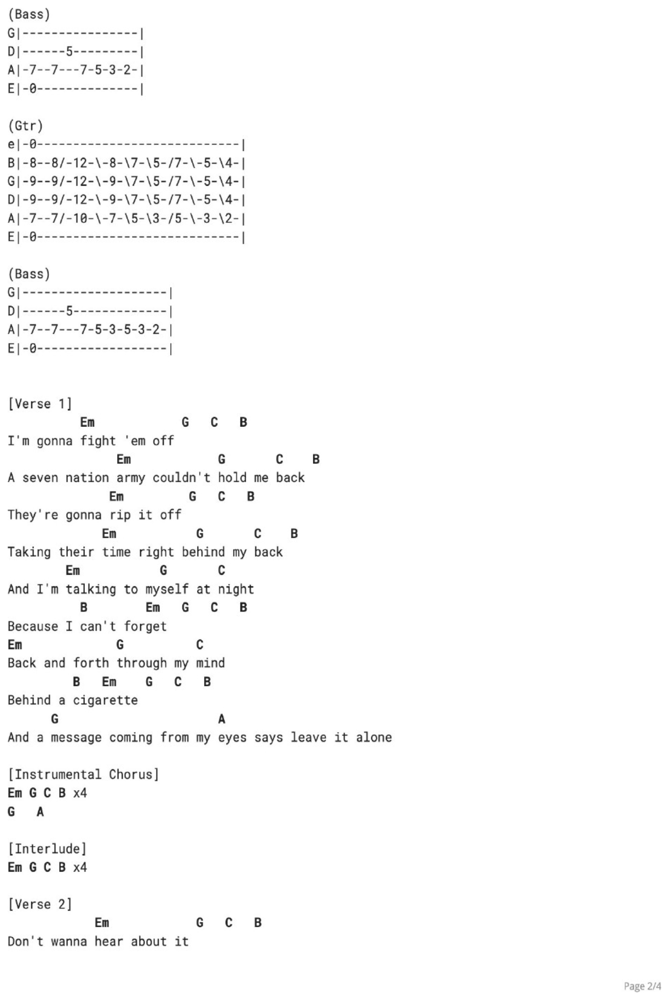 (Bass)
G|----------------|
D|------5---------|
A|-7--7---7-5-3-2-|
E|-0--------------|

(Gtr)
e|-0----------------------------|
B|-8--8/-12-\-8-\7-\5-/7-\-5-\4-|
G|-9--9/-12-\-9-\7-\5-/7-\-5-\4-|
D|-9--9/-12-\-9-\7-\5-/7-\-5-\4-|
A|-7--7/-10-\-7-\5-\3-/5-\-3-\2-|
E|-0----------------------------|

(Bass)
G|--------------------|
D|------5-------------|
A|-7--7---7-5-3-5-3-2-|
E|-0------------------|

[Verse 1]
          Em            G   C   B
I'm gonna fight 'em off
               Em            G       C    B
A seven nation army couldn't hold me back
              Em         G   C   B
They're gonna rip it off
             Em           G       C    B
Taking their time right behind my back
        Em           G       C
And I'm talking to myself at night
          B        Em   G   C   B
Because I can't forget
Em             G          C
Back and forth through my mind
         B   Em    G   C   B
Behind a cigarette
      G                      A
And a message coming from my eyes says leave it alone

[Instrumental Chorus]
Em G C B x4
G   A

[Interlude]
Em G C B x4

[Verse 2]
            Em            G   C   B
Don't wanna hear about it

Page 2/4